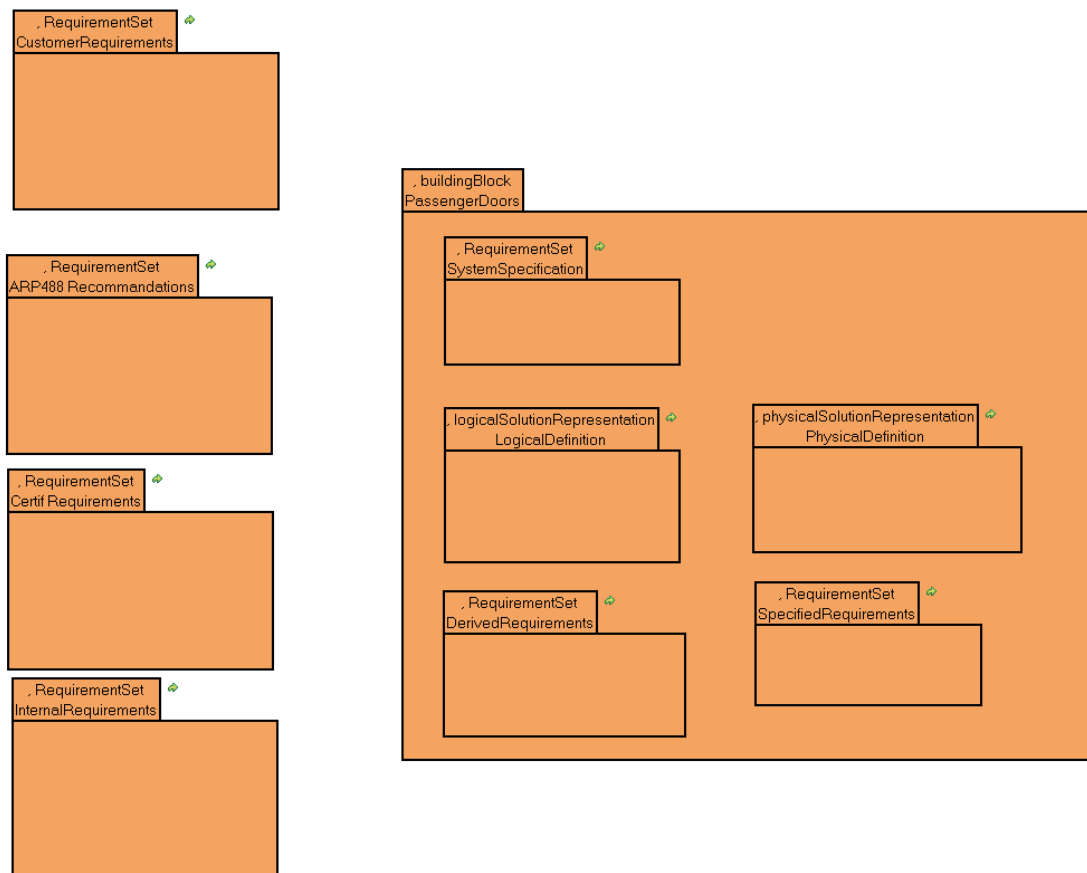 , RequirementSet
CustomerRequirements
, RequirementSet
ARP488 Recommandations
, RequirementSet
Certif Requirements
, RequirementSet
InternalRequirements
, buildingBlock
PassengerDoors
, RequirementSet
SystemSpecification
, logicalSolutionRepresentation
LogicalDefinition
, physicalSolutionRepresentation
PhysicalDefinition
, RequirementSet
DerivedRequirements
, RequirementSet
SpecifiedRequirements